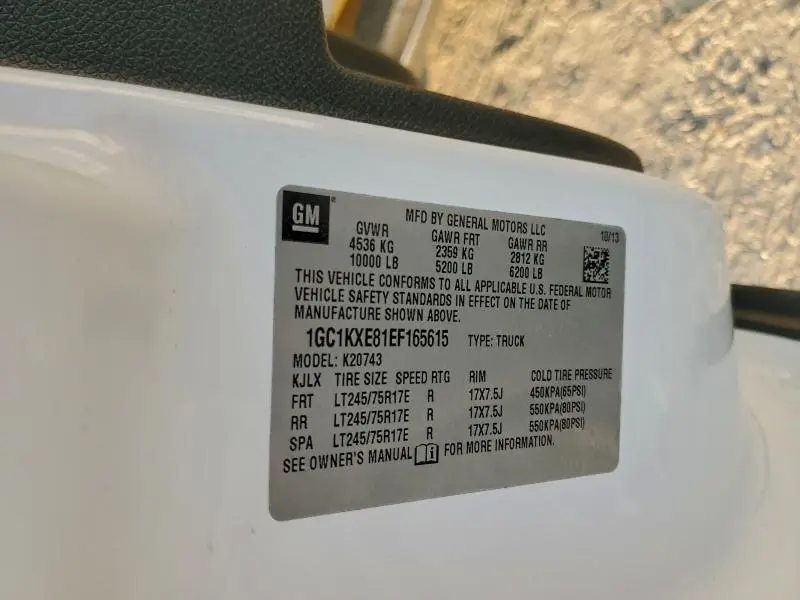 GM
MFD BY GENERAL MOTORS LLC
10/13
GVWR GAWR FRT GAWR RR
4536 KG 2359 KG 2812 KG
10000 LB 5200 LB 6200 LB
THIS VEHICLE CONFORMS TO ALL APPLICABLE U.S. FEDERAL MOTOR
VEHICLE SAFETY STANDARDS IN EFFECT ON THE DATE OF
MANUFACTURE SHOWN ABOVE.
1GC1KXE81EF165615 TYPE: TRUCK
MODEL: K20743
KJLX TIRE SIZE SPEED RTG RIM COLD TIRE PRESSURE
FRT LT245/75R17E R 17X7.5J 450KPA(65PSI)
RR LT245/75R17E R 17X7.5J 550KPA(80PSI)
SPA LT245/75R17E R 17X7.5J 550KPA(80PSI)
SEE OWNER'S MANUAL FOR MORE INFORMATION.